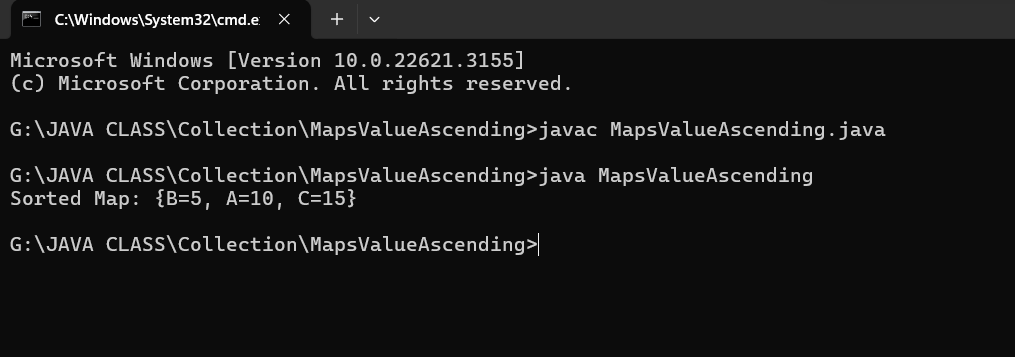 C:\Windows\System32\cmd.e
Microsoft Windows [Version 10.0.22621.3155]
(c) Microsoft Corporation. All rights reserved.
G:\JAVA CLASS\Collection\MapsValueAscending>javac MapsValueAscending.java
G:\JAVA CLASS\Collection\MapsValueAscending>java MapsValueAscending
Sorted Map: {B=5, A=10, C=15}
G:\JAVA CLASS\Collection\MapsValueAscending>